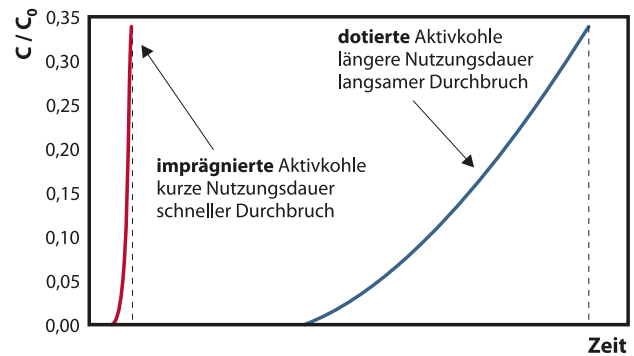 C / C0
0,35
0,30
0,25
0,20
0,15
0,10
0,05
0,00
dotierte Aktivkohle
längere Nutzungsdauer
langsamer Durchbruch
imprägnierte Aktivkohle
kurze Nutzungsdauer
schneller Durchbruch
Zeit